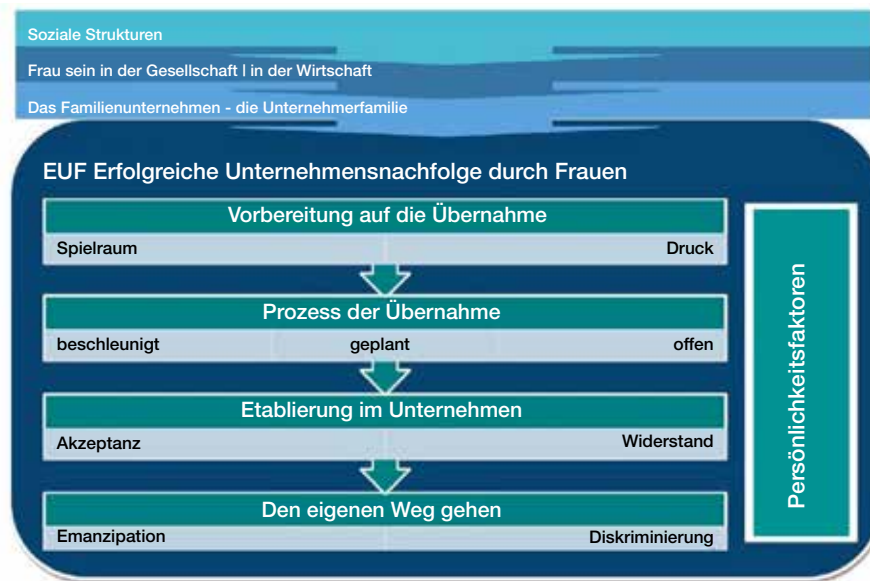 Soziale Strukturen
Frau sein in der Gesellschaft | in der Wirtschaft
Das Familienunternehmen - die Unternehmerfamilie
EUF Erfolgreiche Unternehmensnachfolge durch Frauen
Vorbereitung auf die Übernahme
Spielraum Druck
Prozess der Übernahme
beschleunigt geplant offen
Etablierung im Unternehmen
Akzeptanz Widerstand
Den eigenen Weg gehen
Emanzipation Diskriminierung
Persönlichkeitsfaktoren